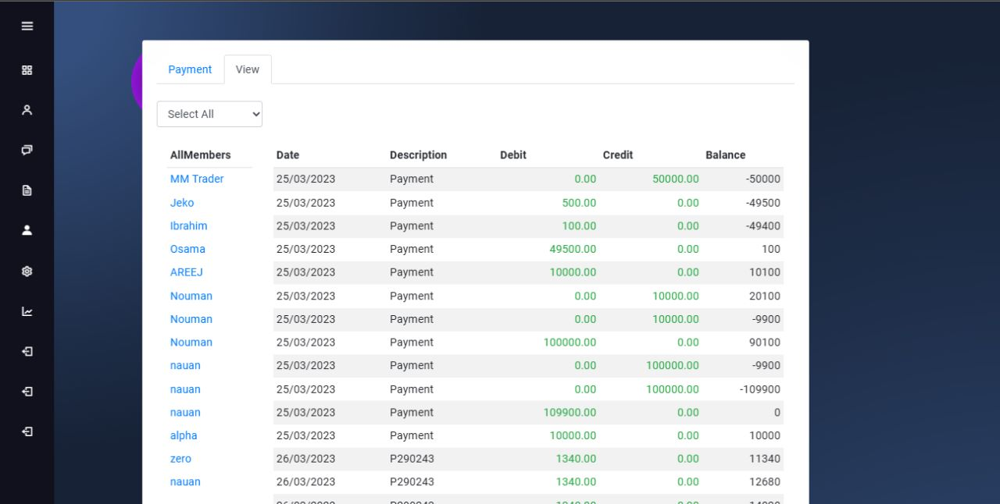 Payment View
Select All
AllMembers Date Description Debit Credit Balance
MM Trader 25/03/2023 Payment 0.00 50000.00 -50000
Jeko 25/03/2023 Payment 500.00 0.00 -49500
Ibrahim 25/03/2023 Payment 100.00 0.00 -49400
Osama 25/03/2023 Payment 49500.00 0.00 100
AREEJ 25/03/2023 Payment 10000.00 0.00 10100
Nouman 25/03/2023 Payment 0.00 10000.00 20100
Nouman 25/03/2023 Payment 0.00 10000.00 -9900
Nouman 25/03/2023 Payment 100000.00 0.00 90100
nauan 25/03/2023 Payment 0.00 100000.00 -9900
nauan 25/03/2023 Payment 0.00 100000.00 -109900
nauan 25/03/2023 Payment 109900.00 0.00 0
alpha 25/03/2023 Payment 10000.00 0.00 10000
zero 26/03/2023 P290243 1340.00 0.00 11340
nauan 26/03/2023 P290243 1340.00 0.00 12680